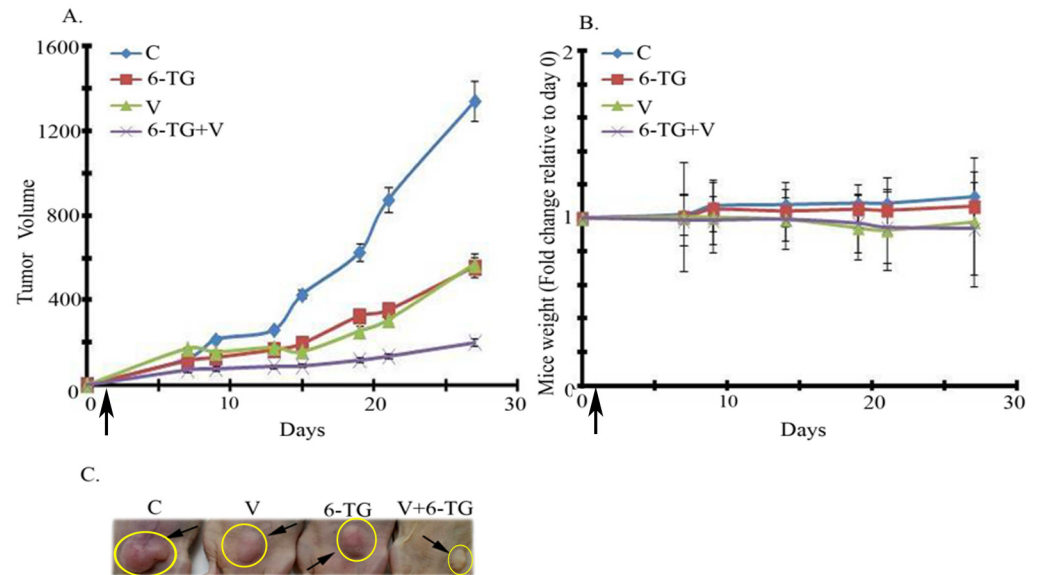 A.
1600
1200
800
400
0
0
10
20
30
Tumor Volume
Days
C
6-TG
V
6-TG+V
B.
2
1
0
0
10
20
30
Mice weight (Fold change relative to day 0)
Days
C
6-TG
V
6-TG+V
C.
C V 6-TG V+6-TG